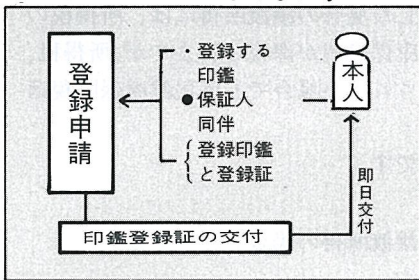 登録申請
・登録する
印鑑
●保証人
同伴
登録印鑑
と登録証
本人
即日交付
印鑑登録証の交付